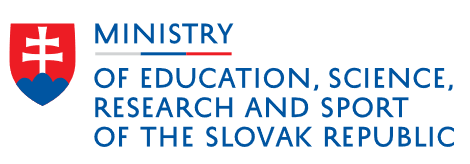 MINISTRY
OF EDUCATION, SCIENCE,
RESEARCH AND SPORT
OF THE SLOVAK REPUBLIC